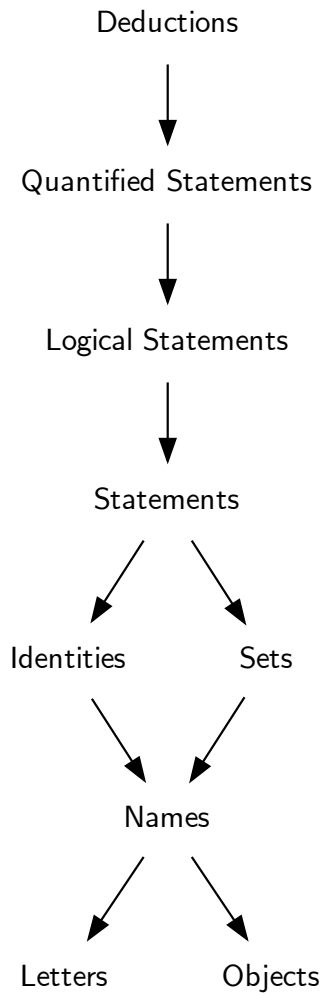 Deductions
Quantified Statements
Logical Statements
Statements
Identities
Sets
Names
Letters
Objects